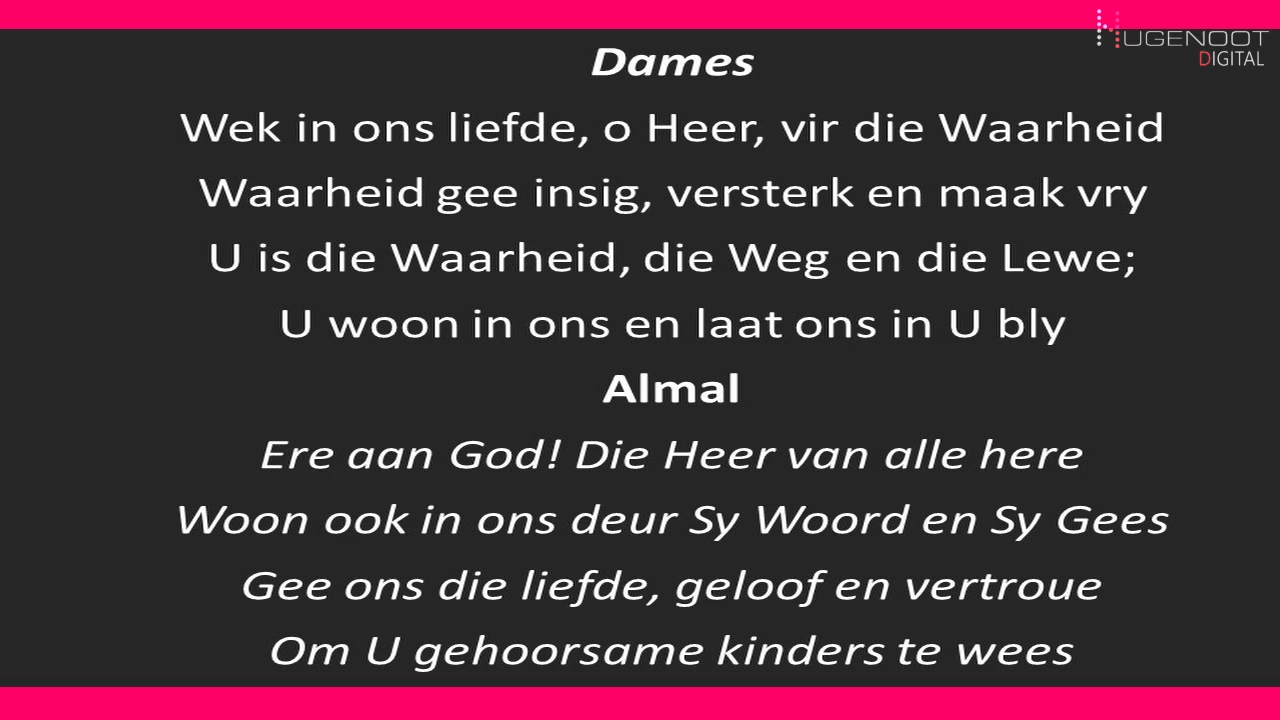 HUGENOOT
DIGITAL
Dames
Wek in ons liefde, o Heer, vir die Waarheid
Waarheid gee insig, versterk en maak vry
U is die Waarheid, die Weg en die Lewe;
U woon in ons en laat ons in U bly
Almal
Ere aan God! Die Heer van alle here
Woon ook in ons deur Sy Woord en Sy Gees
Gee ons die liefde, geloof en vertroue
Om U gehoorsame kinders te wees